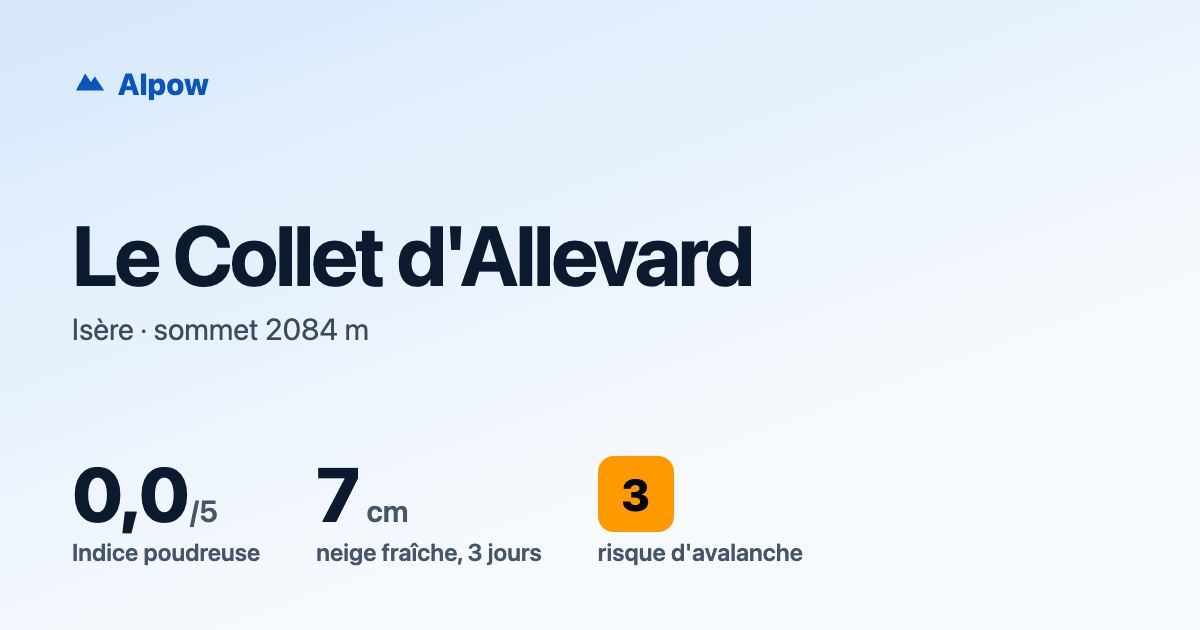 Alpow
Le Collet d'Allevard
Isère · sommet 2084 m
0,0/5
Indice poudreuse
7 cm
neige fraîche, 3 jours
3
risque d'avalanche